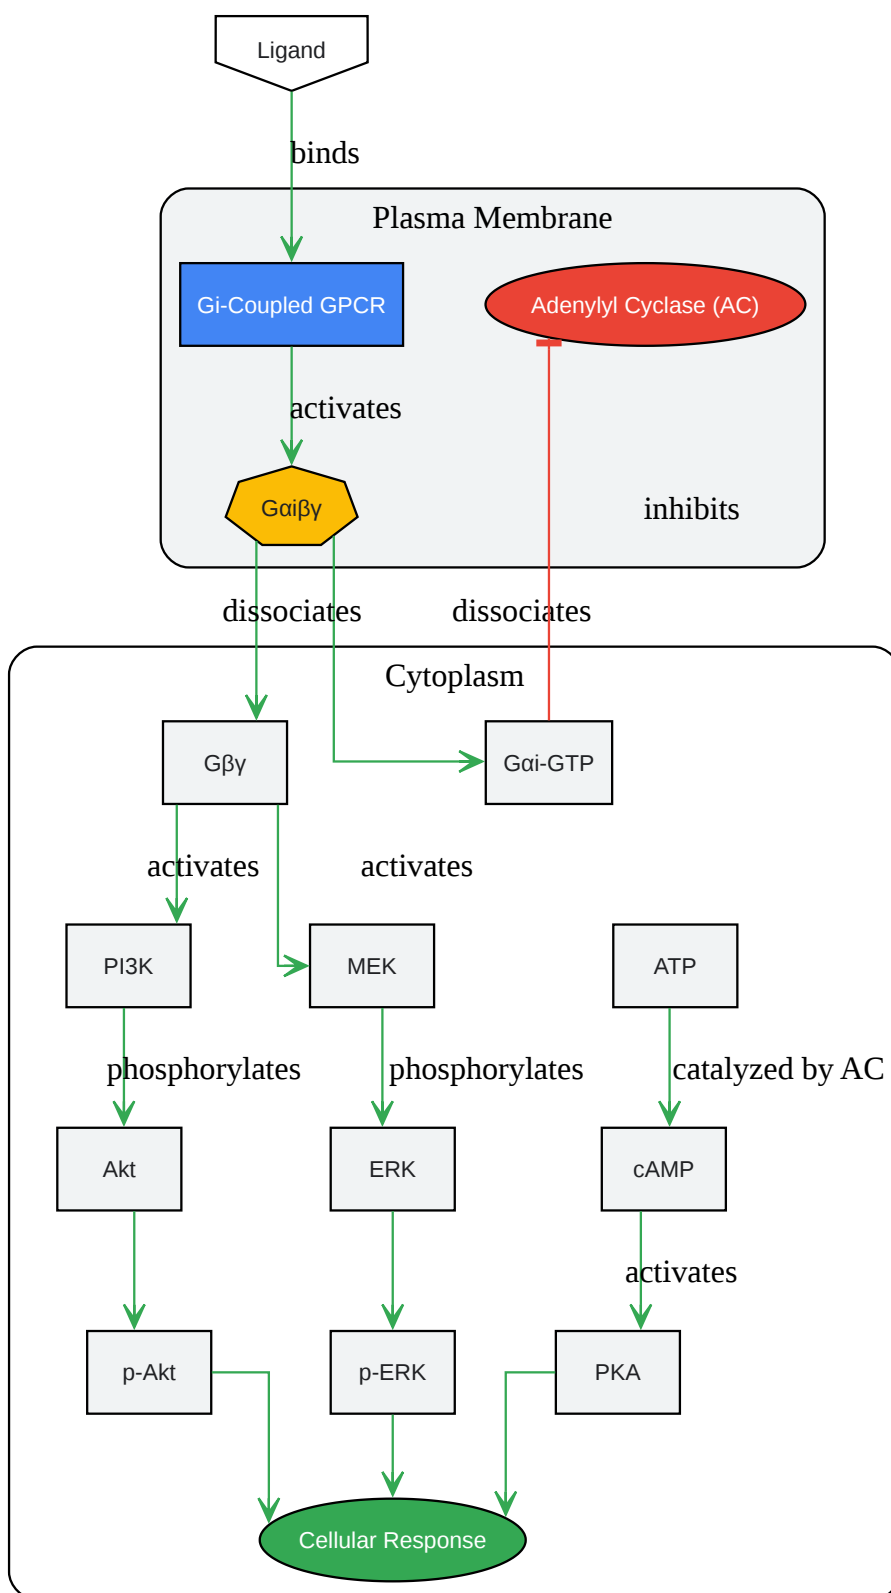 Ligand
binds
Plasma Membrane
Gi-Coupled GPCR
Adenylyl Cyclase (AC)
activates
Gαiβγ
inhibits
dissociates
dissociates
Cytoplasm
Gβγ
Gαi-GTP
activates
activates
PI3K
MEK
ATP
phosphorylates
phosphorylates
catalyzed by AC
Akt
ERK
cAMP
activates
p-Akt
p-ERK
PKA
Cellular Response